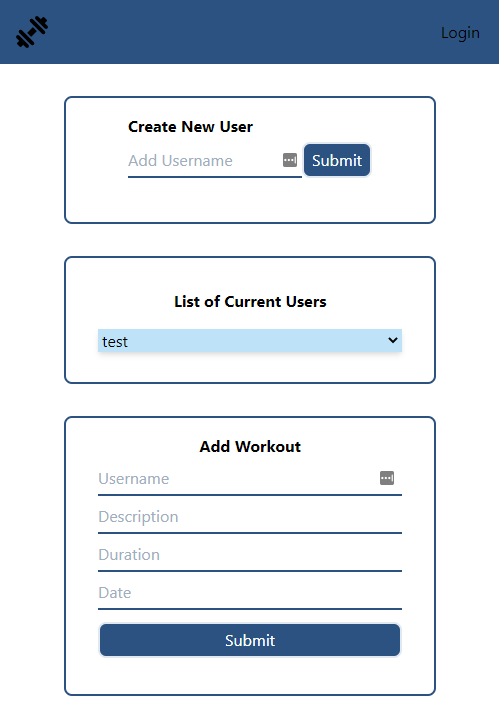 Login
Create New User
Add Username
Submit
List of Current Users
test
Add Workout
Username
Description
Duration
Date
Submit